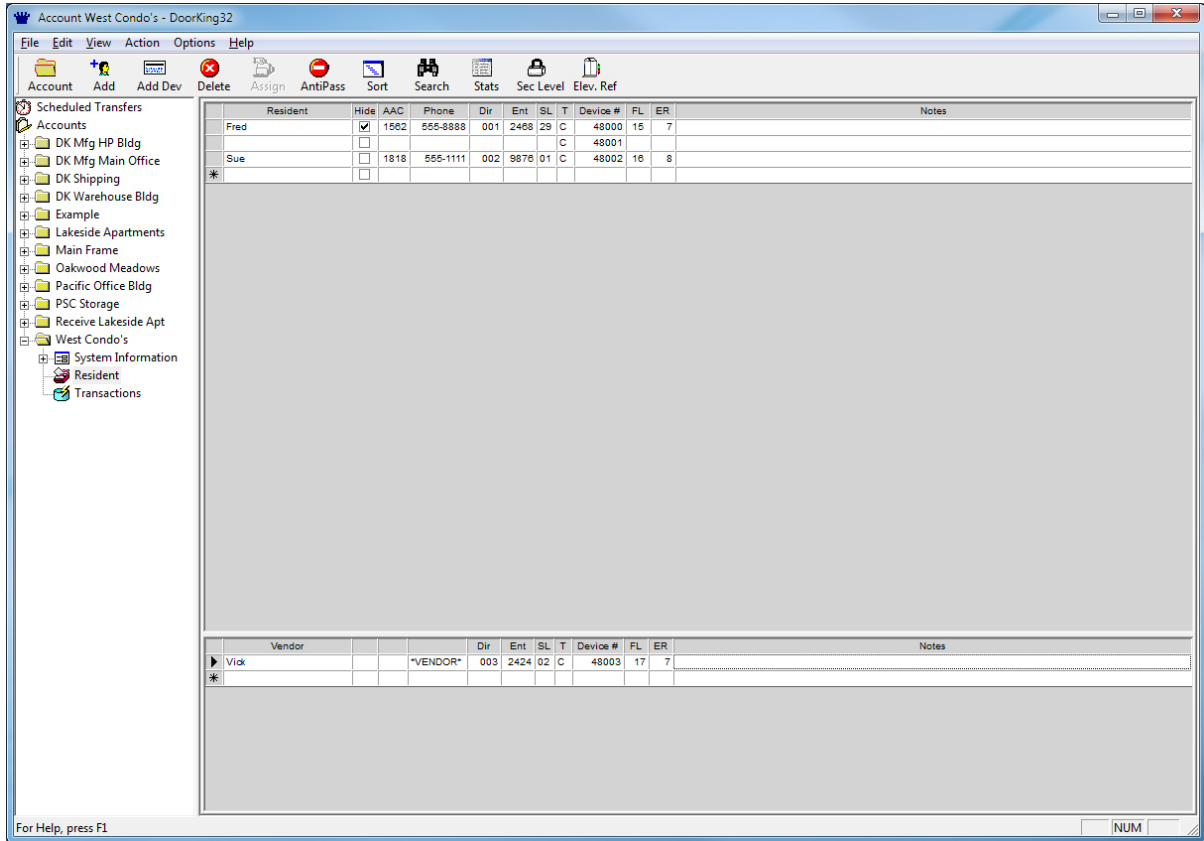 Account West Condo's - DoorKing32
File Edit View Action Options Help
Account Add Add Dev Delete Assign AntiPass Sort Search Stats Sec Level Elev. Ref
Scheduled Transfers
Accounts
DK Mfg HP Bldg
DK Mfg Main Office
DK Shipping
DK Warehouse Bldg
Example
Lakeside Apartments
Main Frame
Oakwood Meadows
Pacific Office Bldg
PSC Storage
Receive Lakeside Apt
West Condo's
System Information
Resident
Transactions
Resident Hide AAC Phone Dir Ent SL T Device # FL ER Notes
Fred 1562 555-8888 001 2468 29 C 48000 15 7
C 48001
Sue 1818 555-1111 002 9876 01 C 48002 16 8
Vendor Dir Ent SL T Device # FL ER Notes
Vick *VENDOR* 003 2424 02 C 48003 17 7
For Help, press F1
NUM